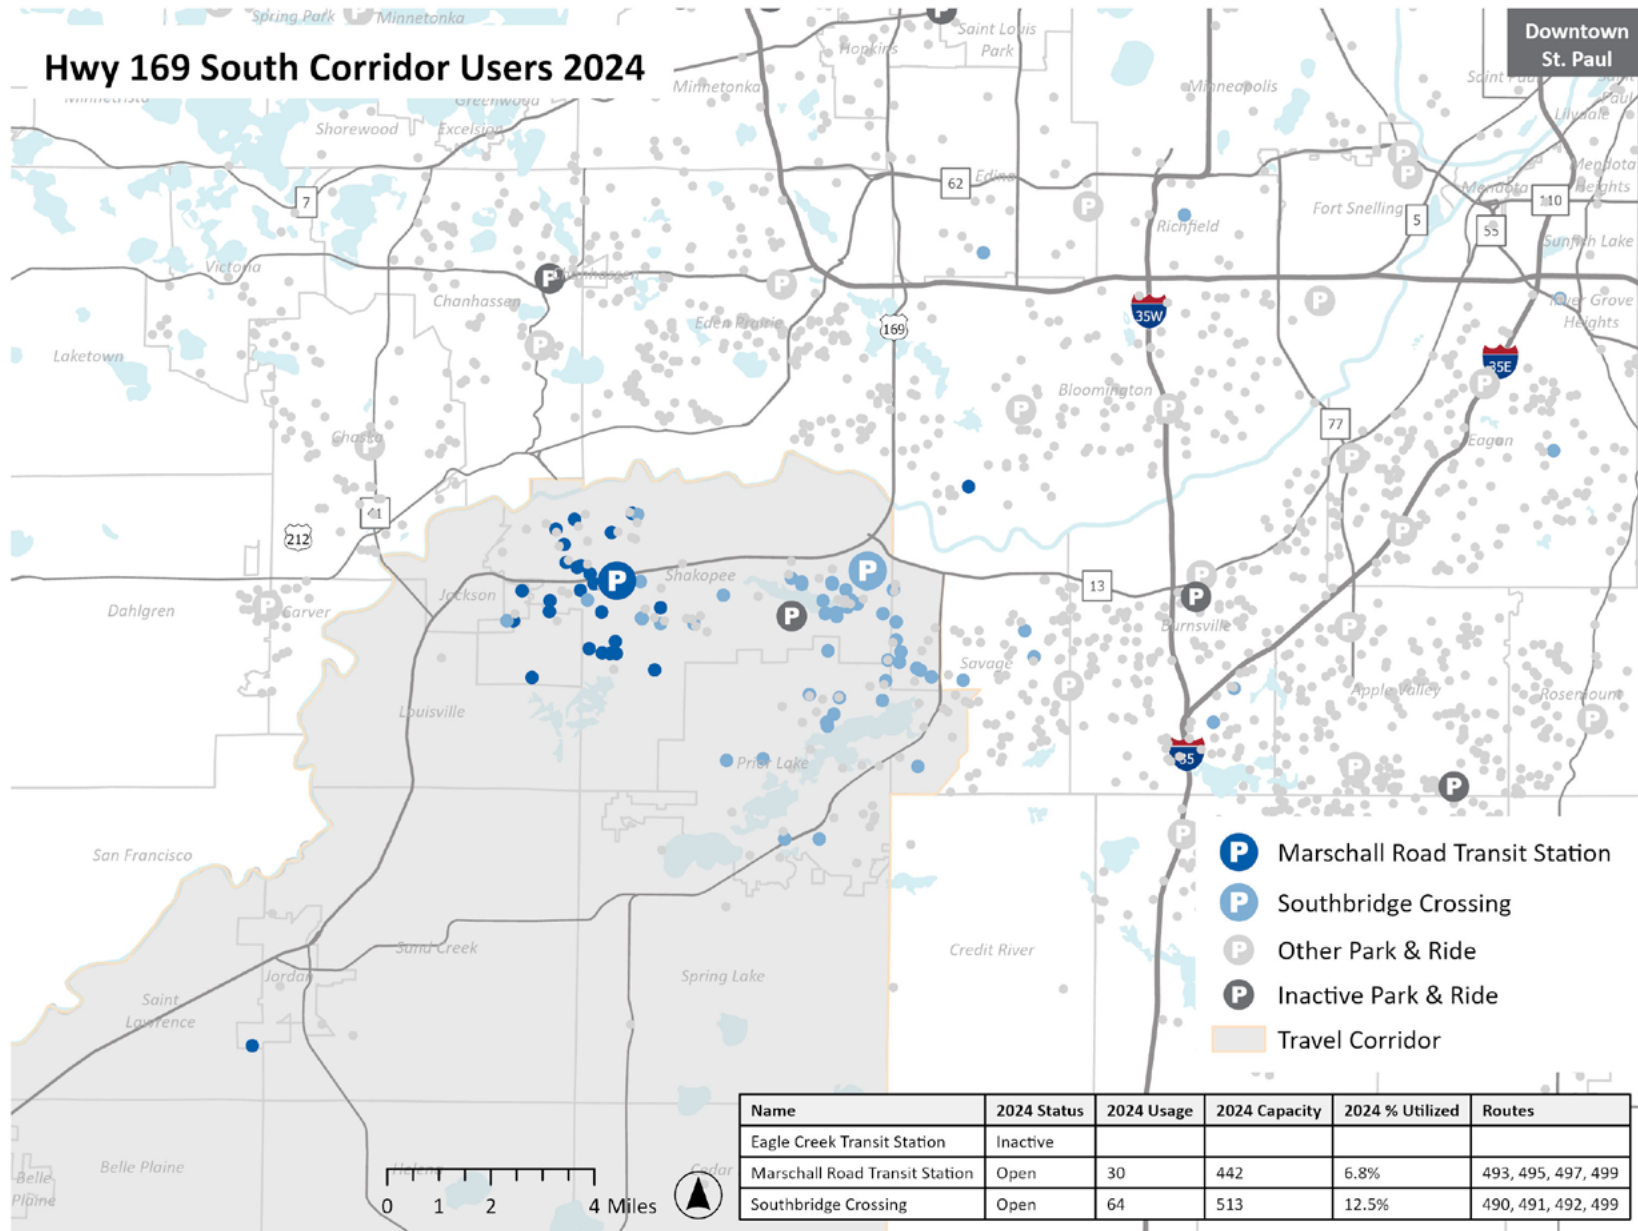 Spring Park
Minnetonka
Hopkins
Saint Louis
Park
Downtown
St. Paul
Hwy 169 South Corridor Users 2024
Minnetonka
Minneapolis
Minnetrista
Greenwood
Shorewood
Excelsior
Lilydale
Mendota
Heights
Mendota
62
Edina
7
Fort Snelling
5
55
110
Richfield
Sunfish Lake
Victoria
Chanhassen
Chanhassen
Inver Grove
Heights
35W
169
Eden Prairie
Laketown
35E
Bloomington
77
Eagan
Chaska
41
212
Shakopee
13
Jackson
Dahlgren
Carver
Burnsville
Savage
Apple Valley
Rosemount
Louisville
35
Prior Lake
San Francisco
P Marschall Road Transit Station
P Southbridge Crossing
P Other Park & Ride
P Inactive Park & Ride
Travel Corridor
Sand Creek
Credit River
Jordan
Spring Lake
Saint
Lawrence
Belle Plaine
Belle
Plaine
Helena
Cedar
0 1 2 4 Miles
Name 2024 Status 2024 Usage 2024 Capacity 2024 % Utilized Routes
Eagle Creek Transit Station Inactive
Marschall Road Transit Station Open 30 442 6.8% 493, 495, 497, 499
Southbridge Crossing Open 64 513 12.5% 490, 491, 492, 499